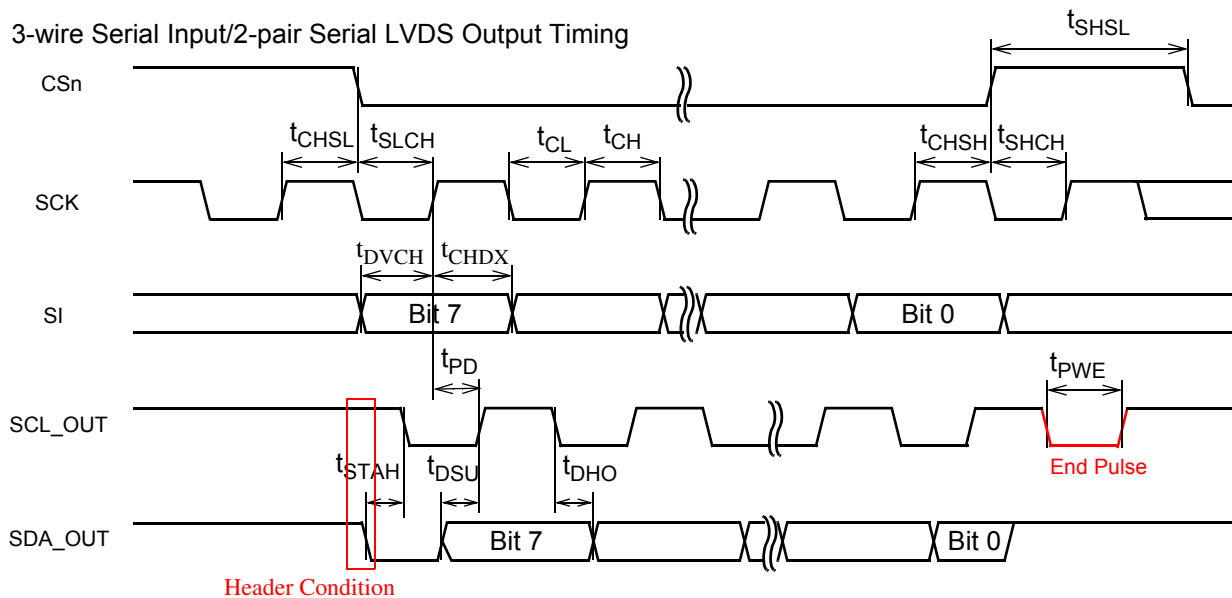 3-wire Serial Input/2-pair Serial LVDS Output Timing
tSHSL
CSn
tCHSL tSLCH tCL tCH tCHSH tSHCH
SCK
tDVCH tCHDX
SI Bit 7 Bit 0
tPD tPWE
SCL_OUT
End Pulse
tSTAH tDSU tDHO
SDA_OUT Bit 7 Bit 0
Header Condition